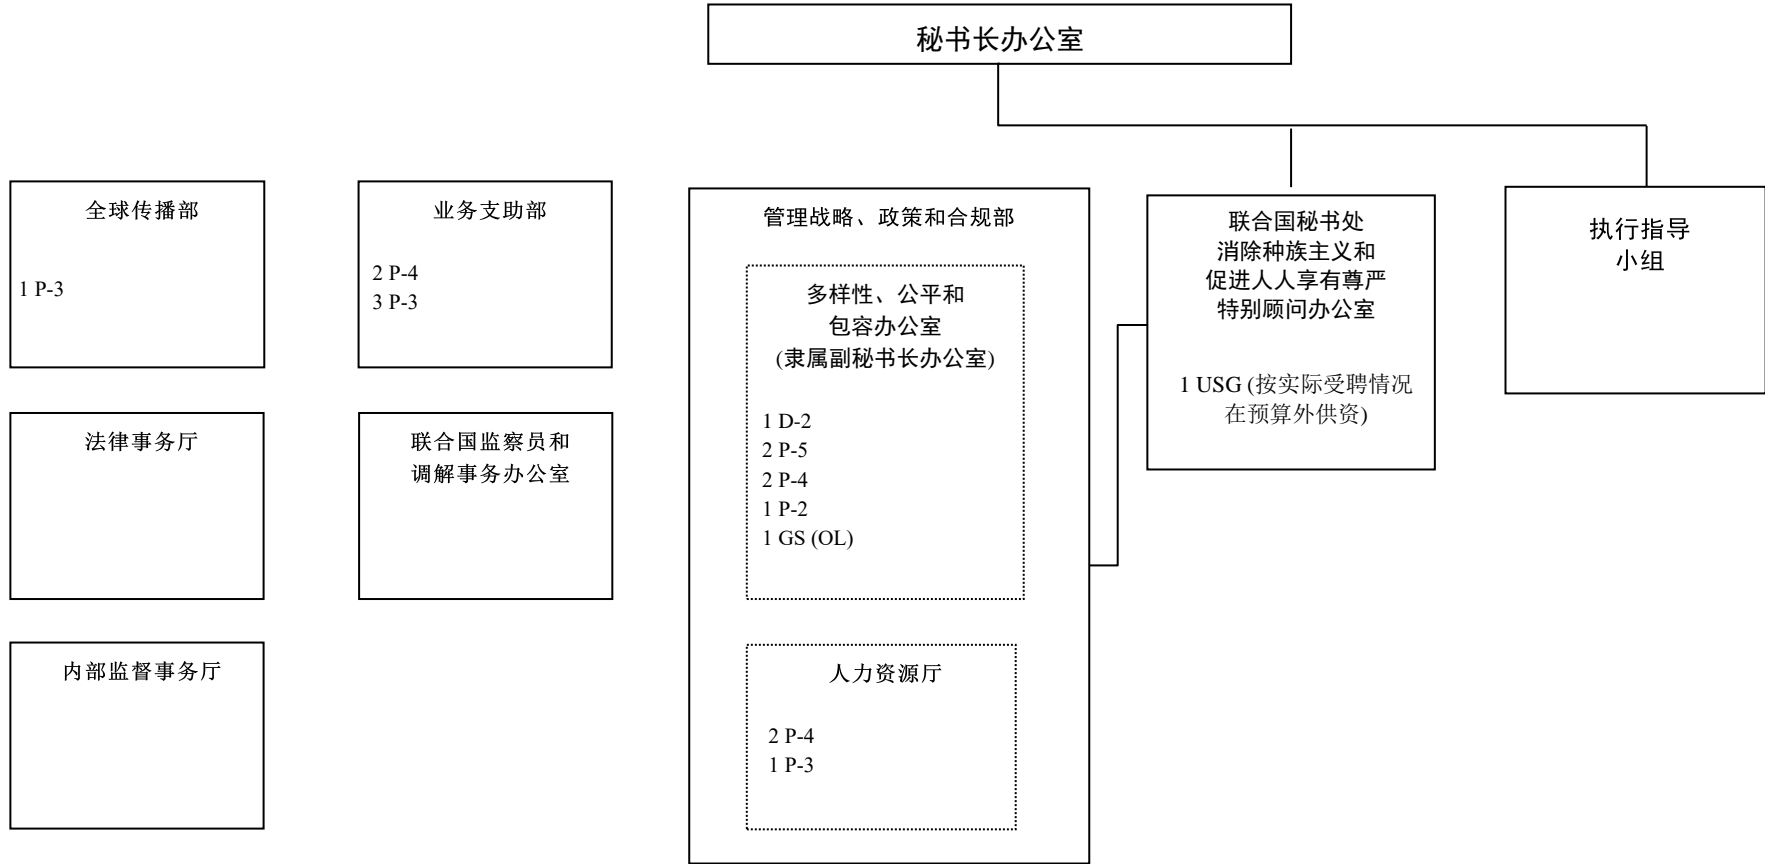 秘书长办公室
全球传播部
1 P-3
业务支助部
2 P-4
3 P-3
管理战略、政策和合规部
多样性、公平和
包容办公室
(隶属副秘书长办公室)
1 D-2
2 P-5
2 P-4
1 P-2
1 GS (OL)
联合国秘书处
消除种族主义和
促进人人享有尊严
特别顾问办公室
1 USG (按实际受聘情况
在预算外供资)
执行指导
小组
法律事务厅
联合国监察员和
调解事务办公室
内部监督事务厅
人力资源厅
2 P-4
1 P-3